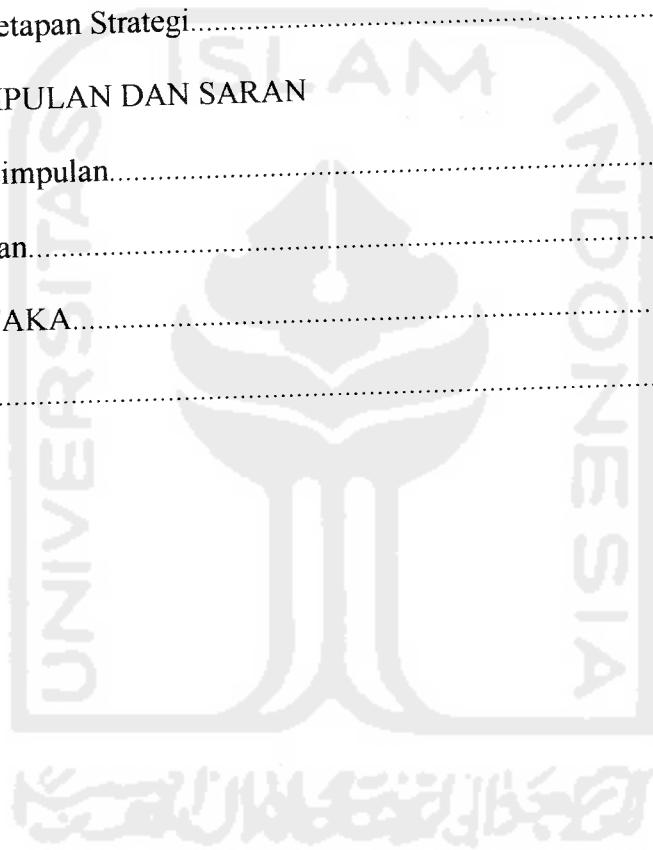 etapan Strategi...............................................................
IPULAN DAN SARAN
impulan...............................................................
an...............................................................
AKA...............................................................
...............................................................
ISLAM
UNIVERSITAS
INDONESIA